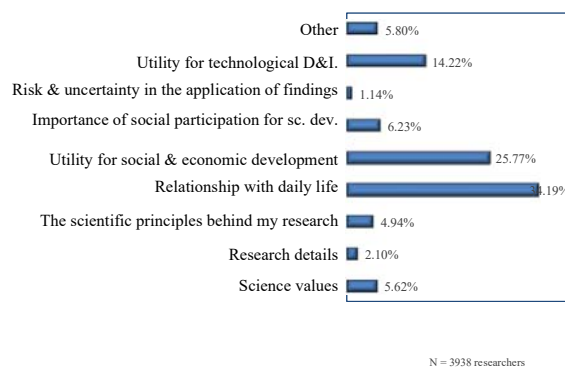 Other 5.80%
Utility for technological D&I. 14.22%
Risk & uncertainty in the application of findings 1.14%
Importance of social participation for sc. dev. 6.23%
Utility for social & economic development 25.77%
Relationship with daily life 34.19%
The scientific principles behind my research 4.94%
Research details 2.10%
Science values 5.62%
N = 3938 researchers